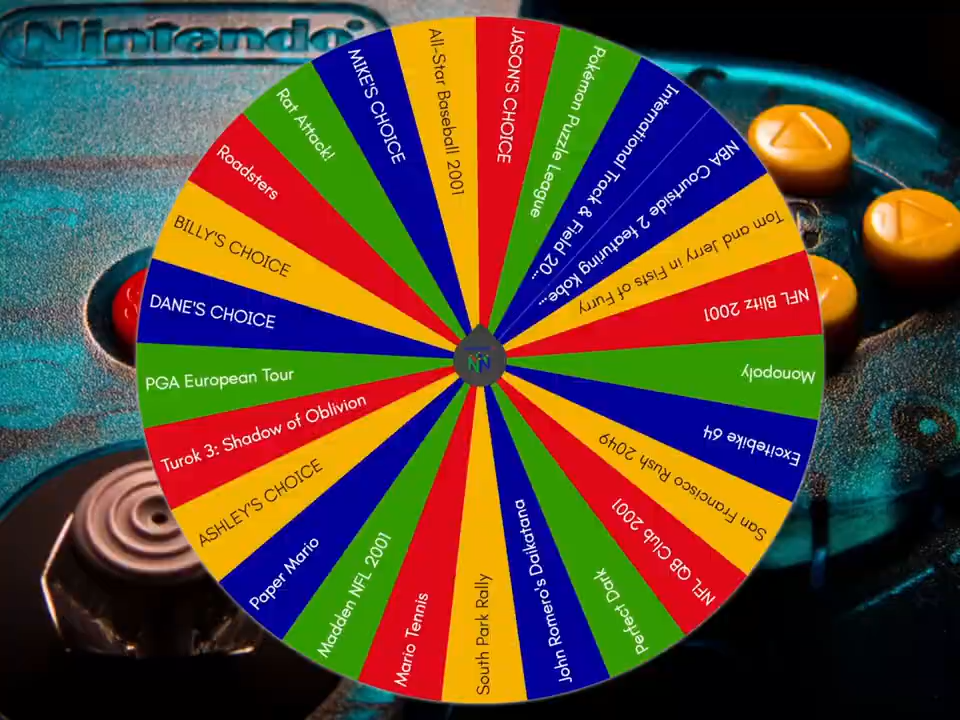 Nintendo®
JASON'S CHOICE
Pokémon Puzzle League
International Track & Field 20...
NBA Courtside 2 featuring Kobe...
Tom and Jerry in Fists of Furry
NFL Blitz 2001
Monopoly
Excitebike 64
San Francisco Rush 2049
NFL QB Club 2001
Perfect Dark
John Romero's Daikatana
South Park Rally
Mario Tennis
Madden NFL 2001
Paper Mario
ASHLEY'S CHOICE
Turok 3: Shadow of Oblivion
PGA European Tour
DANE'S CHOICE
BILLY'S CHOICE
Roadsters
Rat Attack!
MIKE'S CHOICE
All-Star Baseball 2001